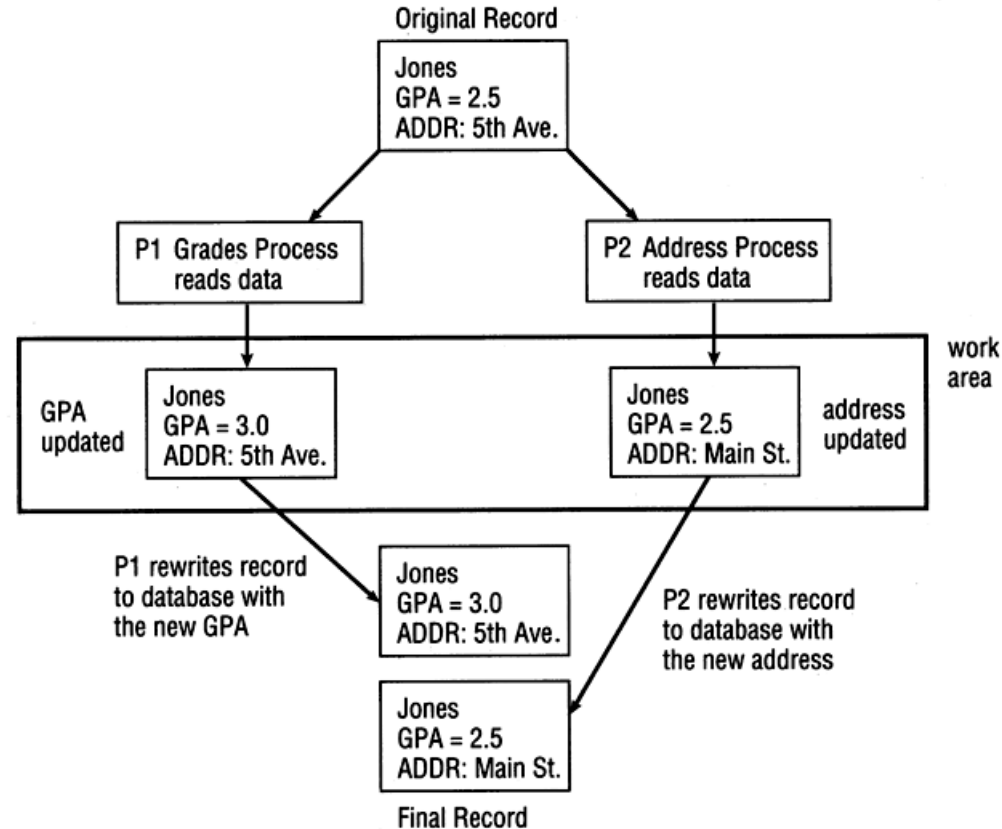 Original Record
Jones
GPA = 2.5
ADDR: 5th Ave.
P1 Grades Process
reads data
P2 Address Process
reads data
work
area
GPA
updated
Jones
GPA = 3.0
ADDR: 5th Ave.
Jones
GPA = 2.5
ADDR: Main St.
address
updated
P1 rewrites record
to database with
the new GPA
Jones
GPA = 3.0
ADDR: 5th Ave.
P2 rewrites record
to database with
the new address
Jones
GPA = 2.5
ADDR: Main St.
Final Record